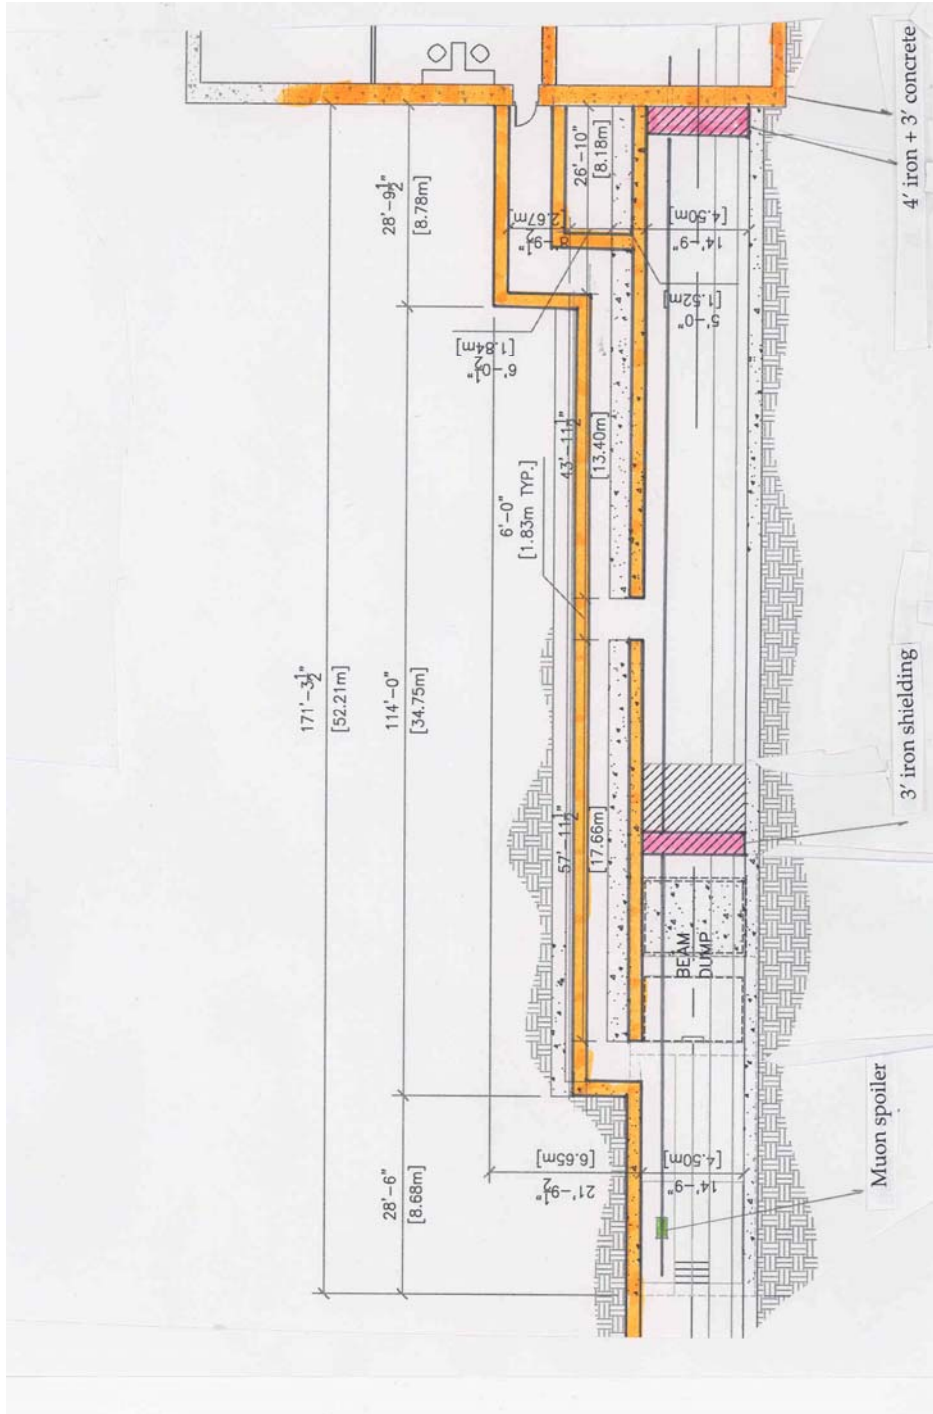 4' iron + 3' concrete
26'-10"
[8.18m]
28'-9½"
[8.78m]
8'-9½"
[2.67m]
14'-9"
[4.50m]
5'-0"
[1.52m]
6'-0½"
[1.84m]
43'-11½"
[13.40m]
6'-0"
[1.83m TYP.]
171'-3½"
[52.21m]
114'-0"
[34.75m]
3' iron shielding
57'-11½"
[17.66m]
BEAM
DUMP
Muon spoiler
21'-9½"
[6.65m]
14'-9"
[4.50m]
28'-6"
[8.68m]